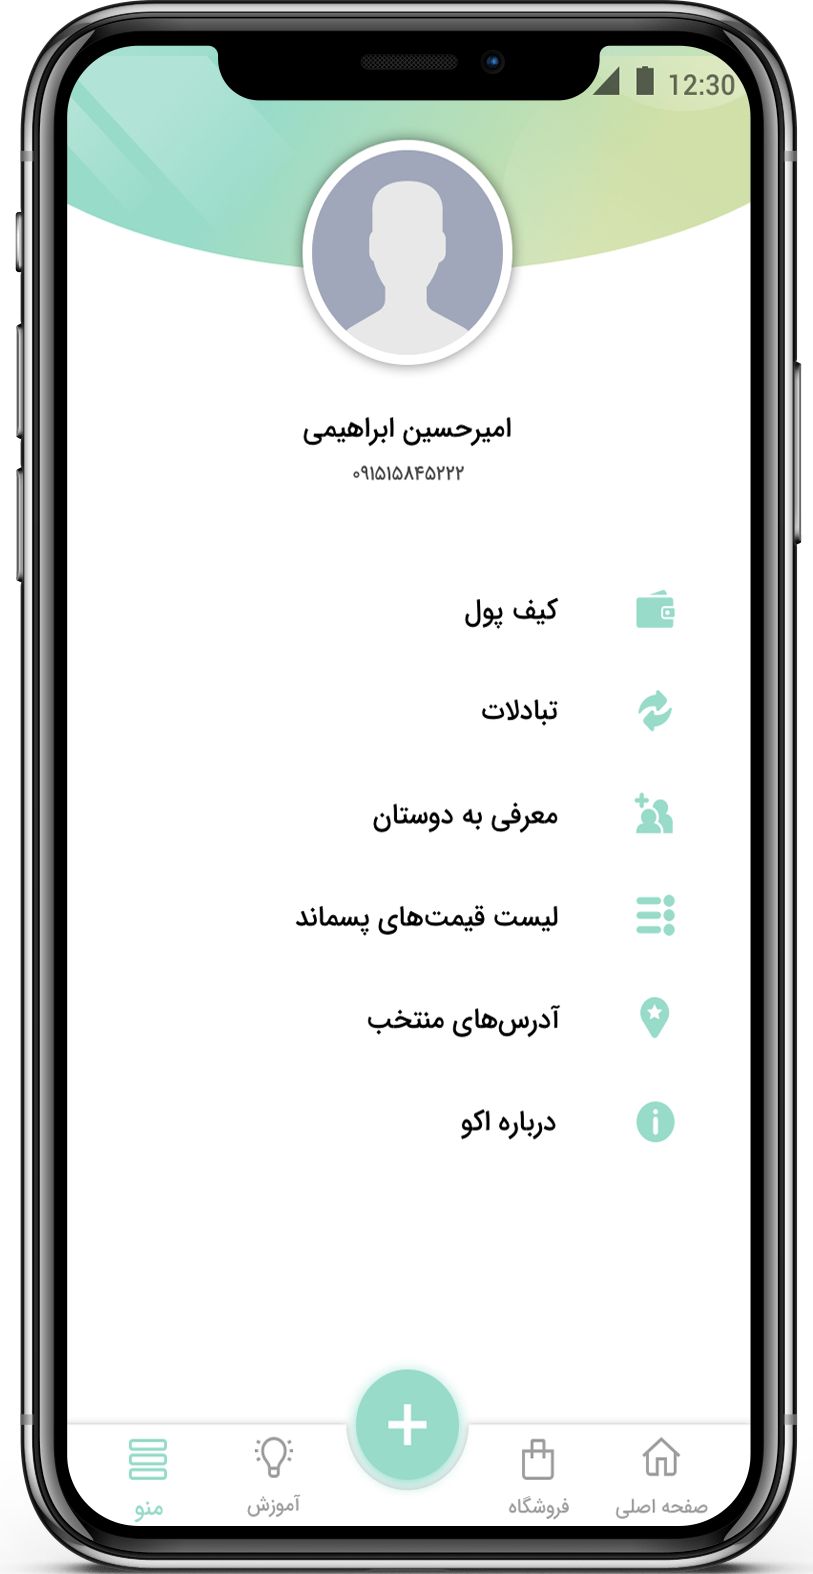 12:30
امیرحسین ابراهیمی
۰۹۱۵۱۵۸۴۵۲۲۲
کیف پول
تبادلات
معرفی به دوستان
لیست قیمت‌های پسماند
آدرس‌های منتخب
درباره اکو
صفحه اصلی
فروشگاه
آموزش
منو